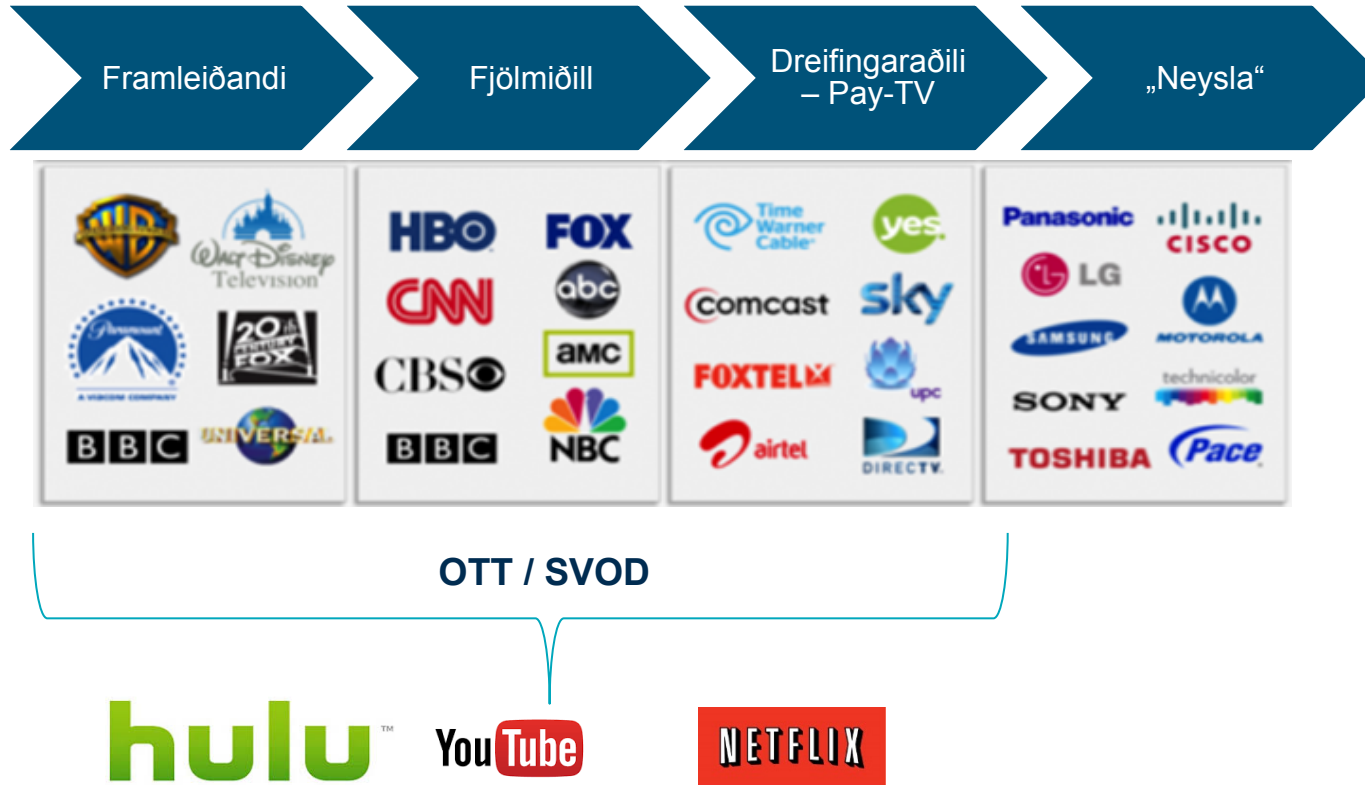 Framleiðandi
Fjölmiðill
Dreifingaraðili
– Pay-TV
„Neysla“
WB
WALT DISNEY
Television
Paramount
A VIACOM COMPANY
20th
CENTURY
FOX
BBC
UNIVERSAL
HBO
FOX
CNN
abc
CBS
aMC
BBC
NBC
Time
Warner
Cable
yes
comcast
sky
FOXTEL
upc
airtel
DIRECTV
Panasonic
CISCO
LG
MOTOROLA
SAMSUNG
technicolor
SONY
TOSHIBA
Pace
OTT / SVOD
hulu™
YouTube
NETFLIX